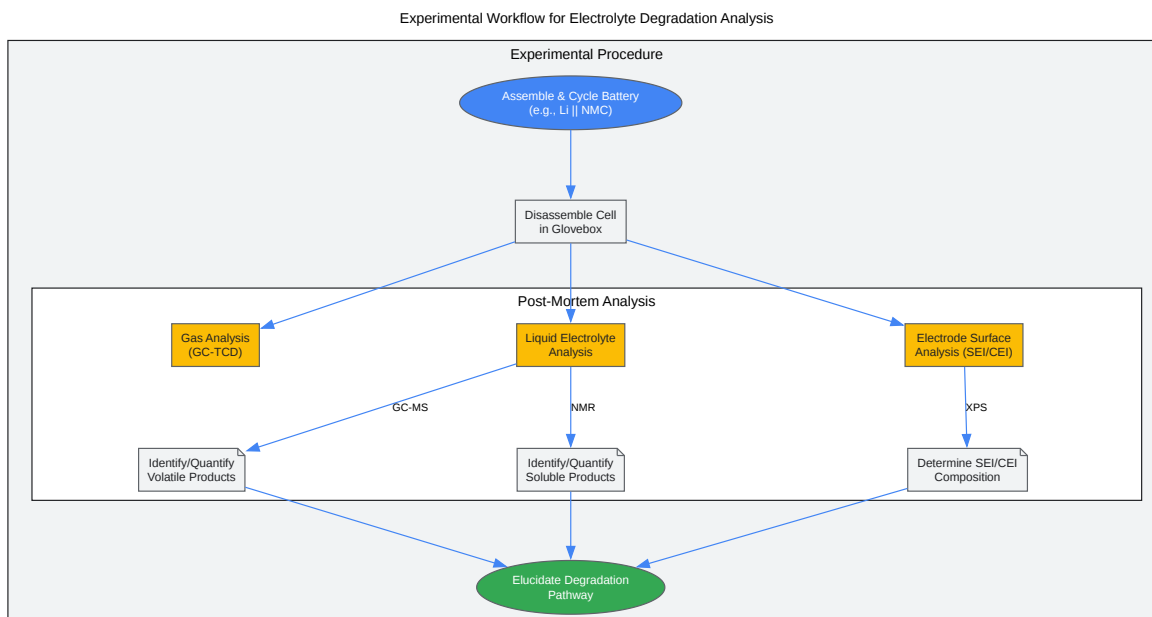 Experimental Workflow for Electrolyte Degradation Analysis
Experimental Procedure
Assemble & Cycle Battery
(e.g., Li || NMC)
Disassemble Cell
in Glovebox
Post-Mortem Analysis
Gas Analysis
(GC-TCD)
Liquid Electrolyte
Analysis
Electrode Surface
Analysis (SEI/CEI)
GC-MS
NMR
XPS
Identify/Quantify
Volatile Products
Identify/Quantify
Soluble Products
Determine SEI/CEI
Composition
Elucidate Degradation
Pathway